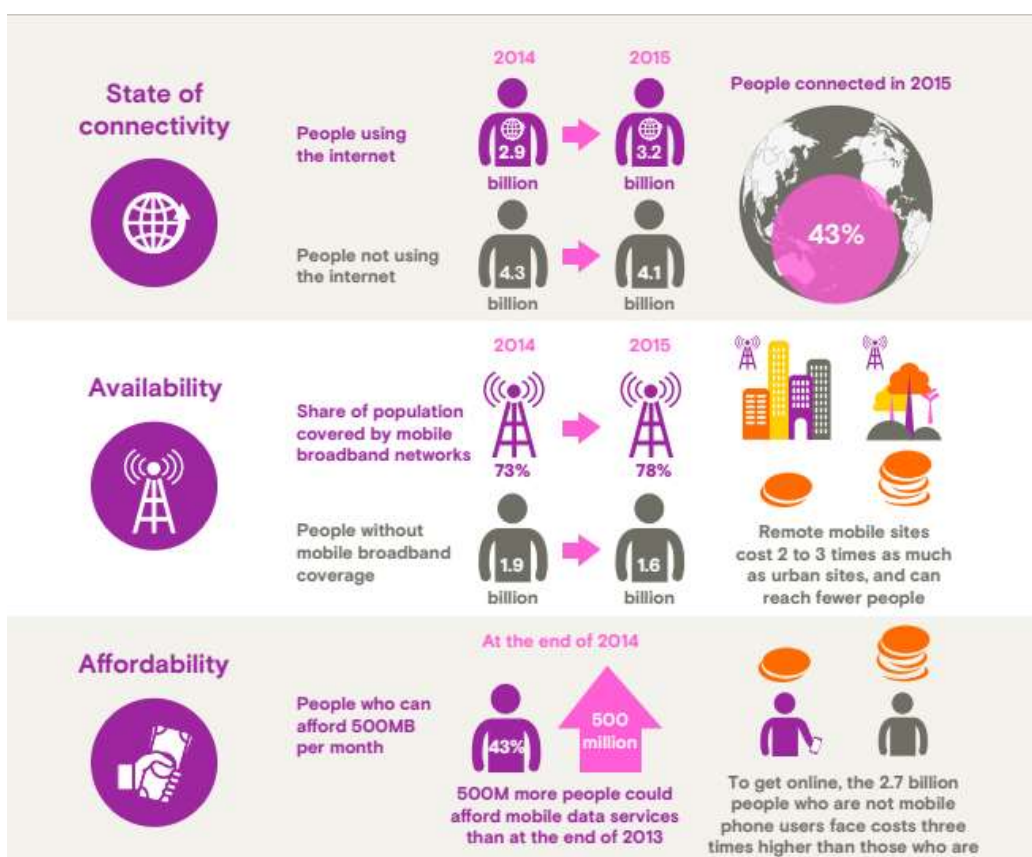 State of
connectivity
2014
2015
People using
the internet
2.9
billion
3.2
billion
People not using
the internet
4.3
billion
4.1
billion
People connected in 2015
43%
Availability
2014
2015
Share of population
covered by mobile
broadband networks
73%
78%
People without
mobile broadband
coverage
1.9
billion
1.6
billion
Remote mobile sites
cost 2 to 3 times as much
as urban sites, and can
reach fewer people
Affordability
At the end of 2014
People who can
afford 500MB
per month
43%
500
million
500M more people could
afford mobile data services
than at the end of 2013
To get online, the 2.7 billion
people who are not mobile
phone users face costs three
times higher than those who are